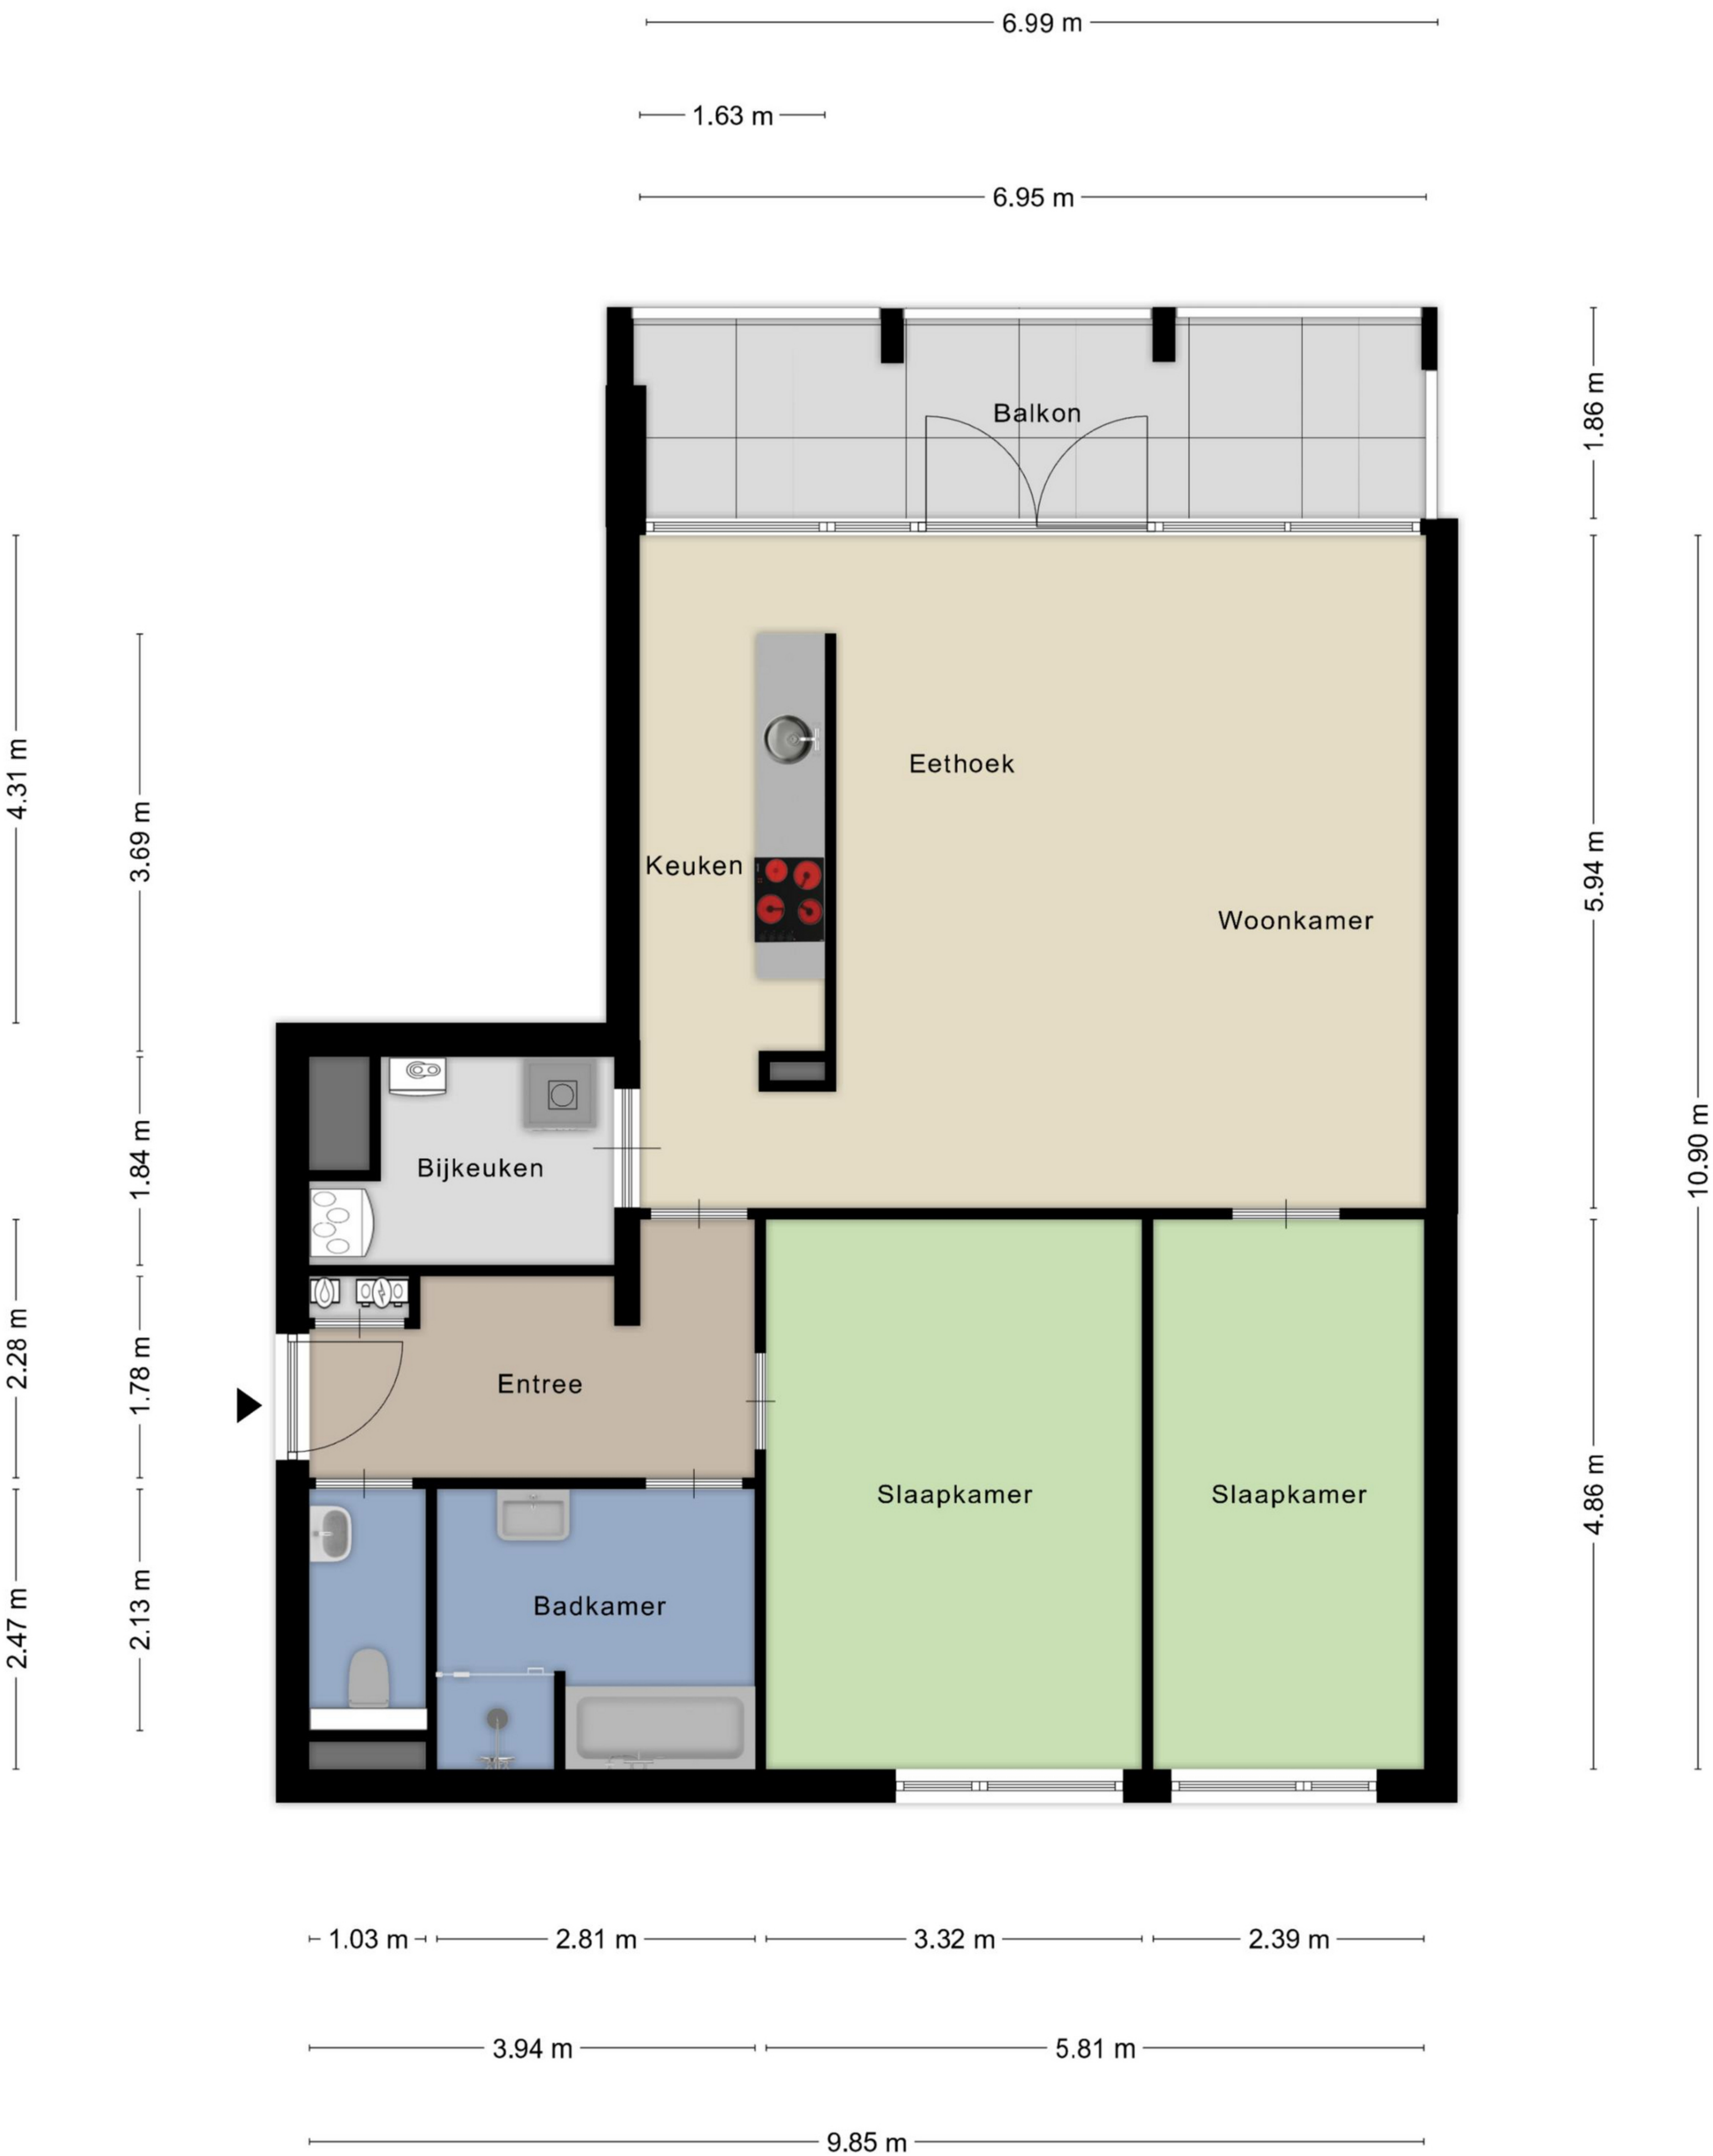 6.99 m
1.63 m
6.95 m
Balkon
1.86 m
4.31 m
3.69 m
Eethoek
Keuken
Woonkamer
5.94 m
10.90 m
1.84 m
Bijkeuken
2.28 m
1.78 m
Entree
Slaapkamer
Slaapkamer
4.86 m
2.47 m
2.13 m
Badkamer
1.03 m
2.81 m
3.32 m
2.39 m
3.94 m
5.81 m
9.85 m